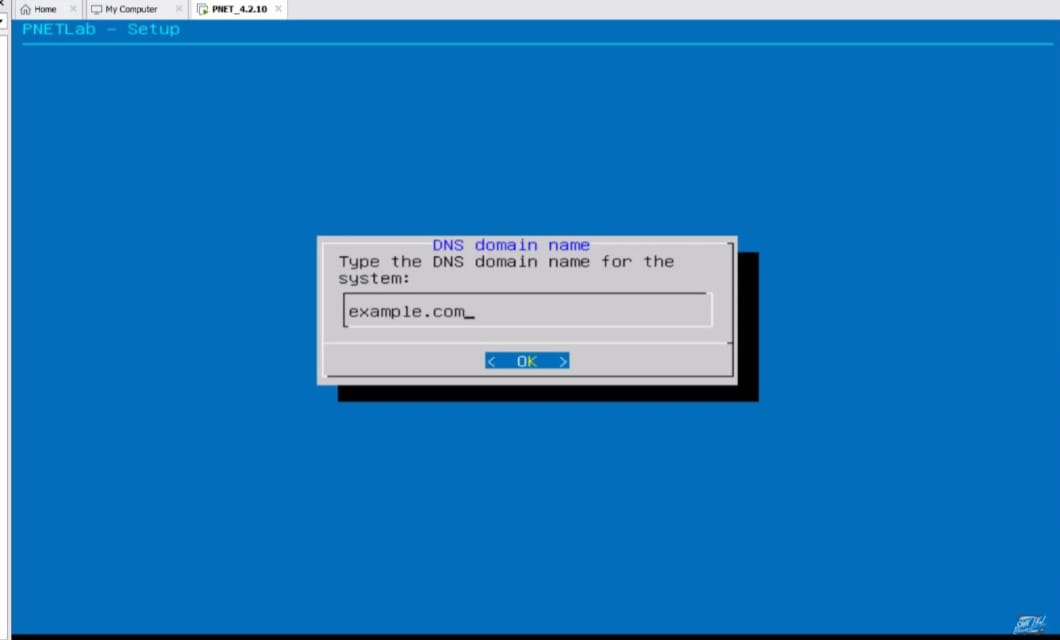 Home
My Computer
PNET_4.2.10
PNETLab - Setup
DNS domain name
Type the DNS domain name for the
system:
example.com_
< OK >